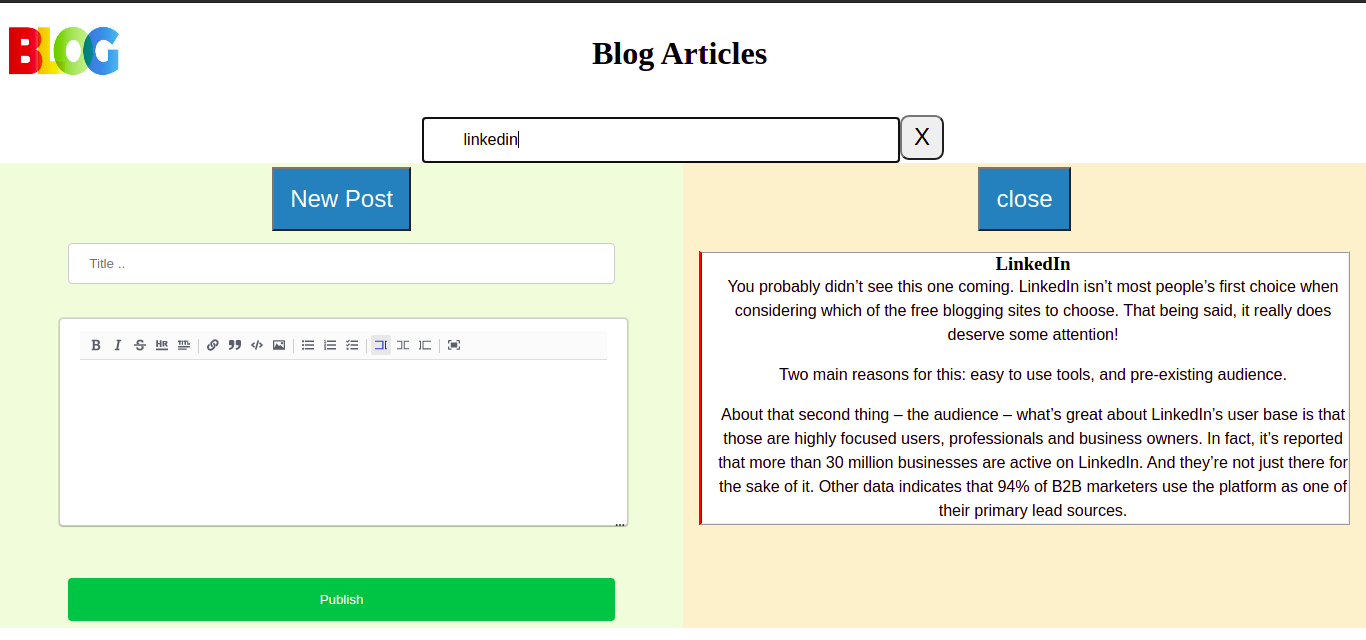 BLOG
Blog Articles
linkedin
X
New Post
close
Title ..
B I S HR TITL
Publish
LinkedIn
You probably didn’t see this one coming. LinkedIn isn’t most people’s first choice when
considering which of the free blogging sites to choose. That being said, it really does
deserve some attention!
Two main reasons for this: easy to use tools, and pre-existing audience.
About that second thing – the audience – what’s great about LinkedIn’s user base is that
those are highly focused users, professionals and business owners. In fact, it’s reported
that more than 30 million businesses are active on LinkedIn. And they’re not just there for
the sake of it. Other data indicates that 94% of B2B marketers use the platform as one of
their primary lead sources.